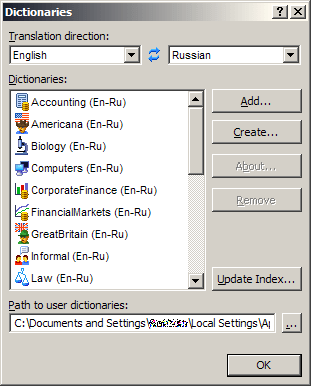 Dictionaries
Translation direction:
English Russian
Dictionaries:
Accounting (En-Ru)
Americana (En-Ru)
Biology (En-Ru)
Computers (En-Ru)
CorporateFinance (En-Ru)
FinancialMarkets (En-Ru)
GreatBritain (En-Ru)
Informal (En-Ru)
Law (En-Ru)
Add...
Create...
About...
Remove
Update Index...
Path to user dictionaries:
C:\Documents and Settings\ \Local Settings\Ap
...
OK